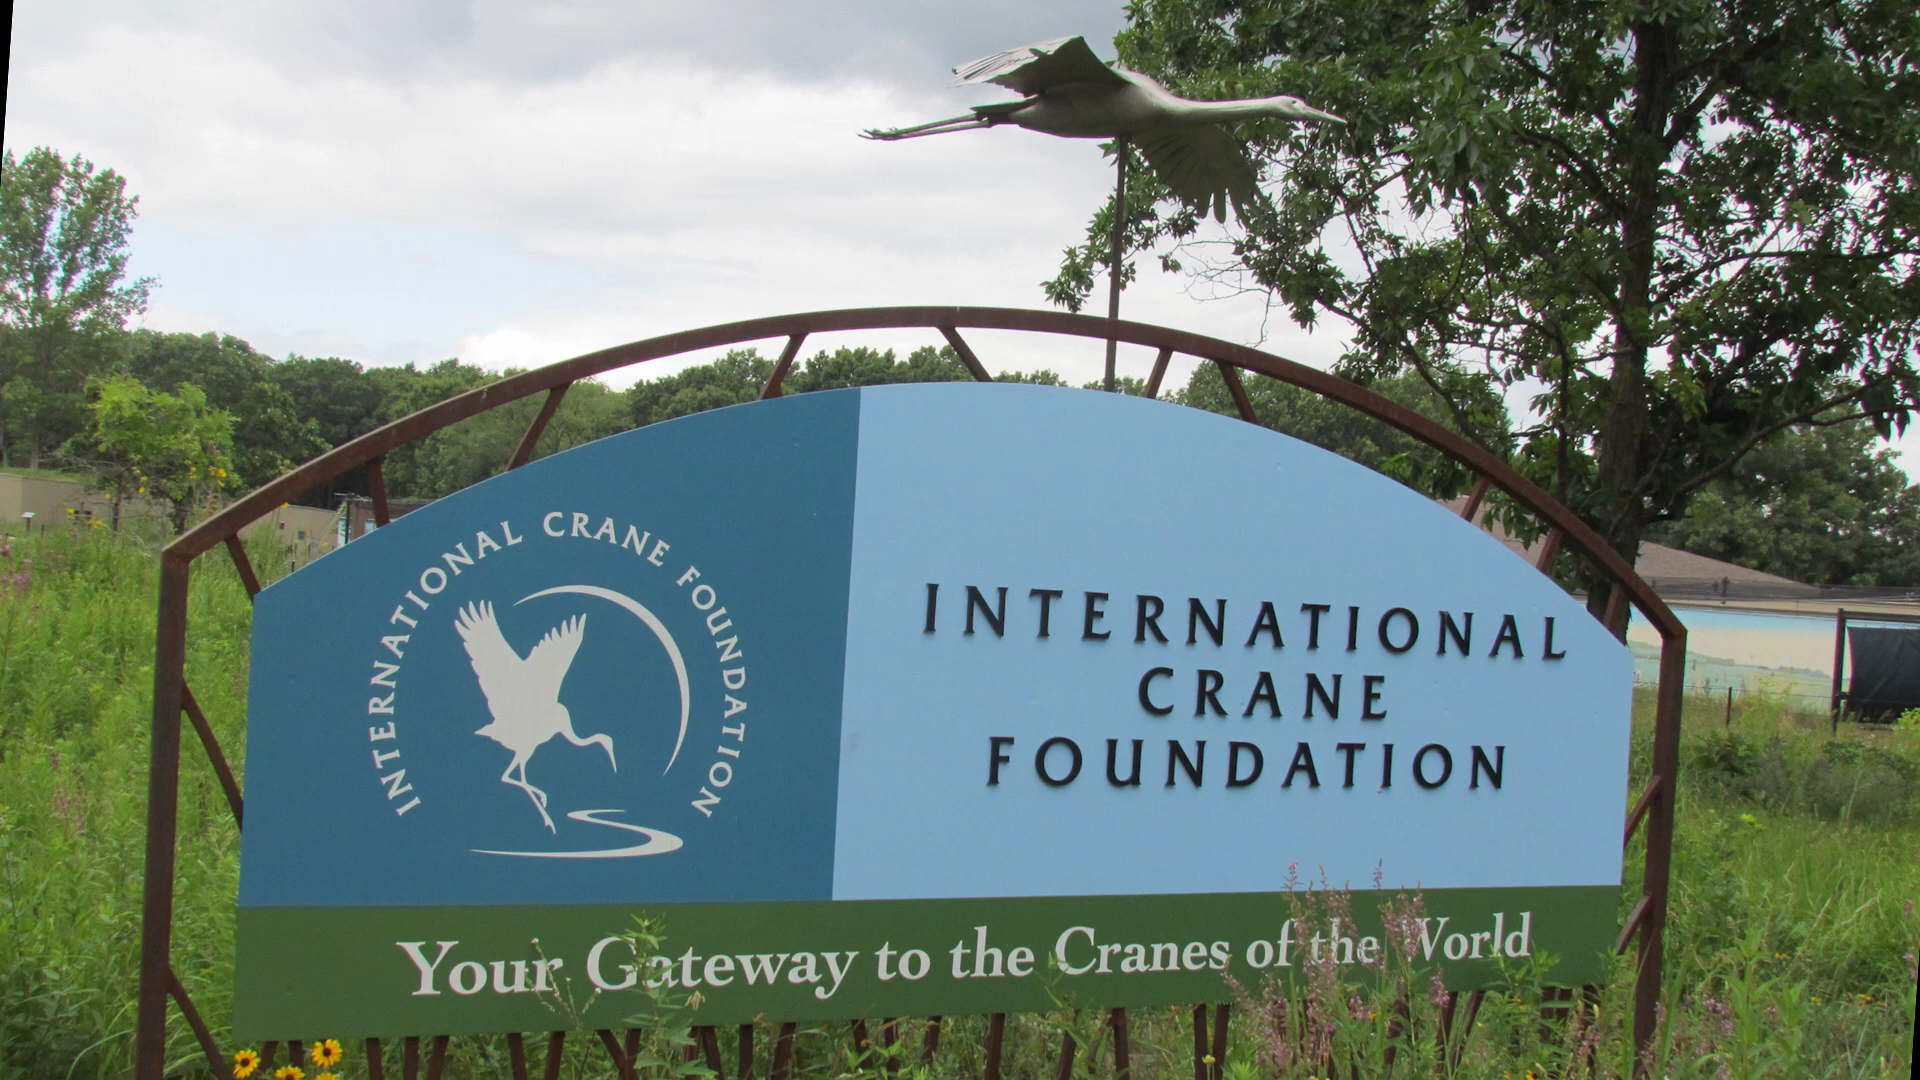 INTERNATIONAL CRANE FOUNDATION
INTERNATIONAL
CRANE
FOUNDATION
Your Gateway to the Cranes of the World